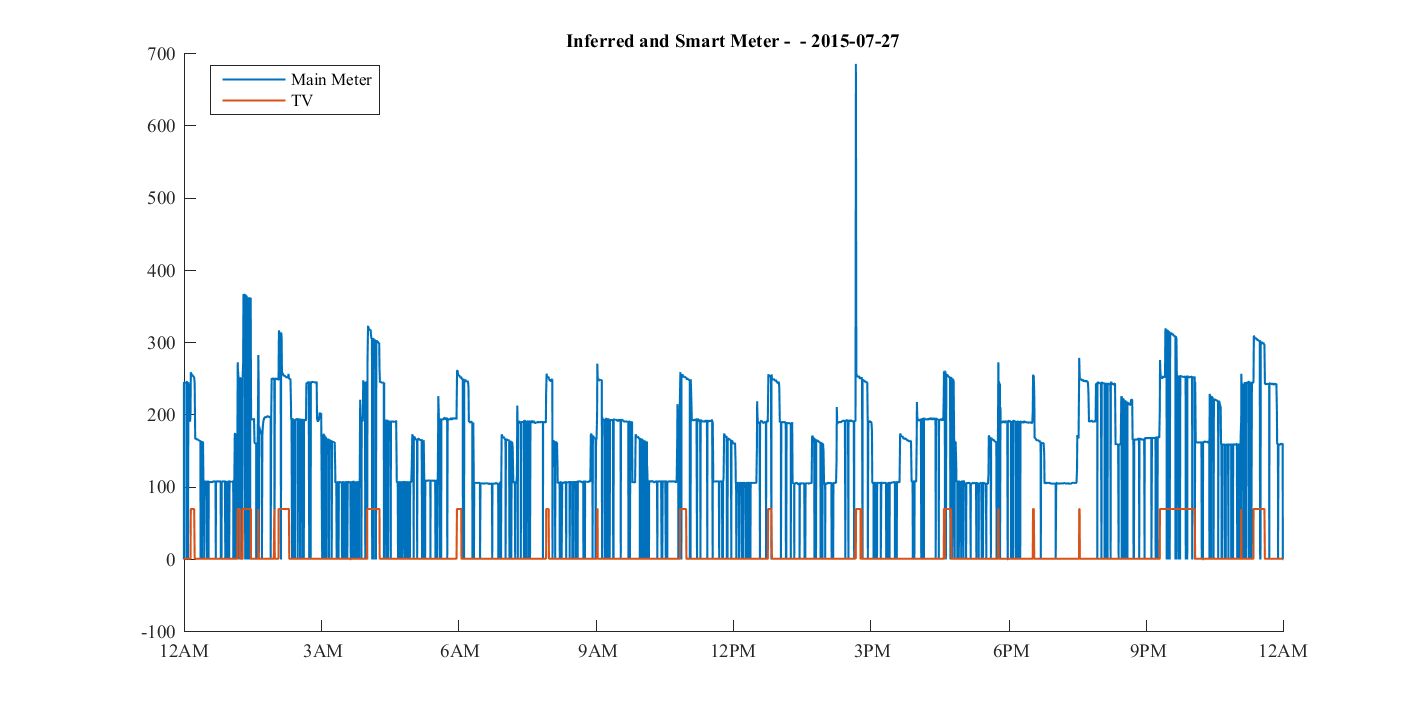 Inferred and Smart Meter -  - 2015-07-27
700
Main Meter
TV
600
500
400
300
200
100
0
-100
12AM
3AM
6AM
9AM
12PM
3PM
6PM
9PM
12AM